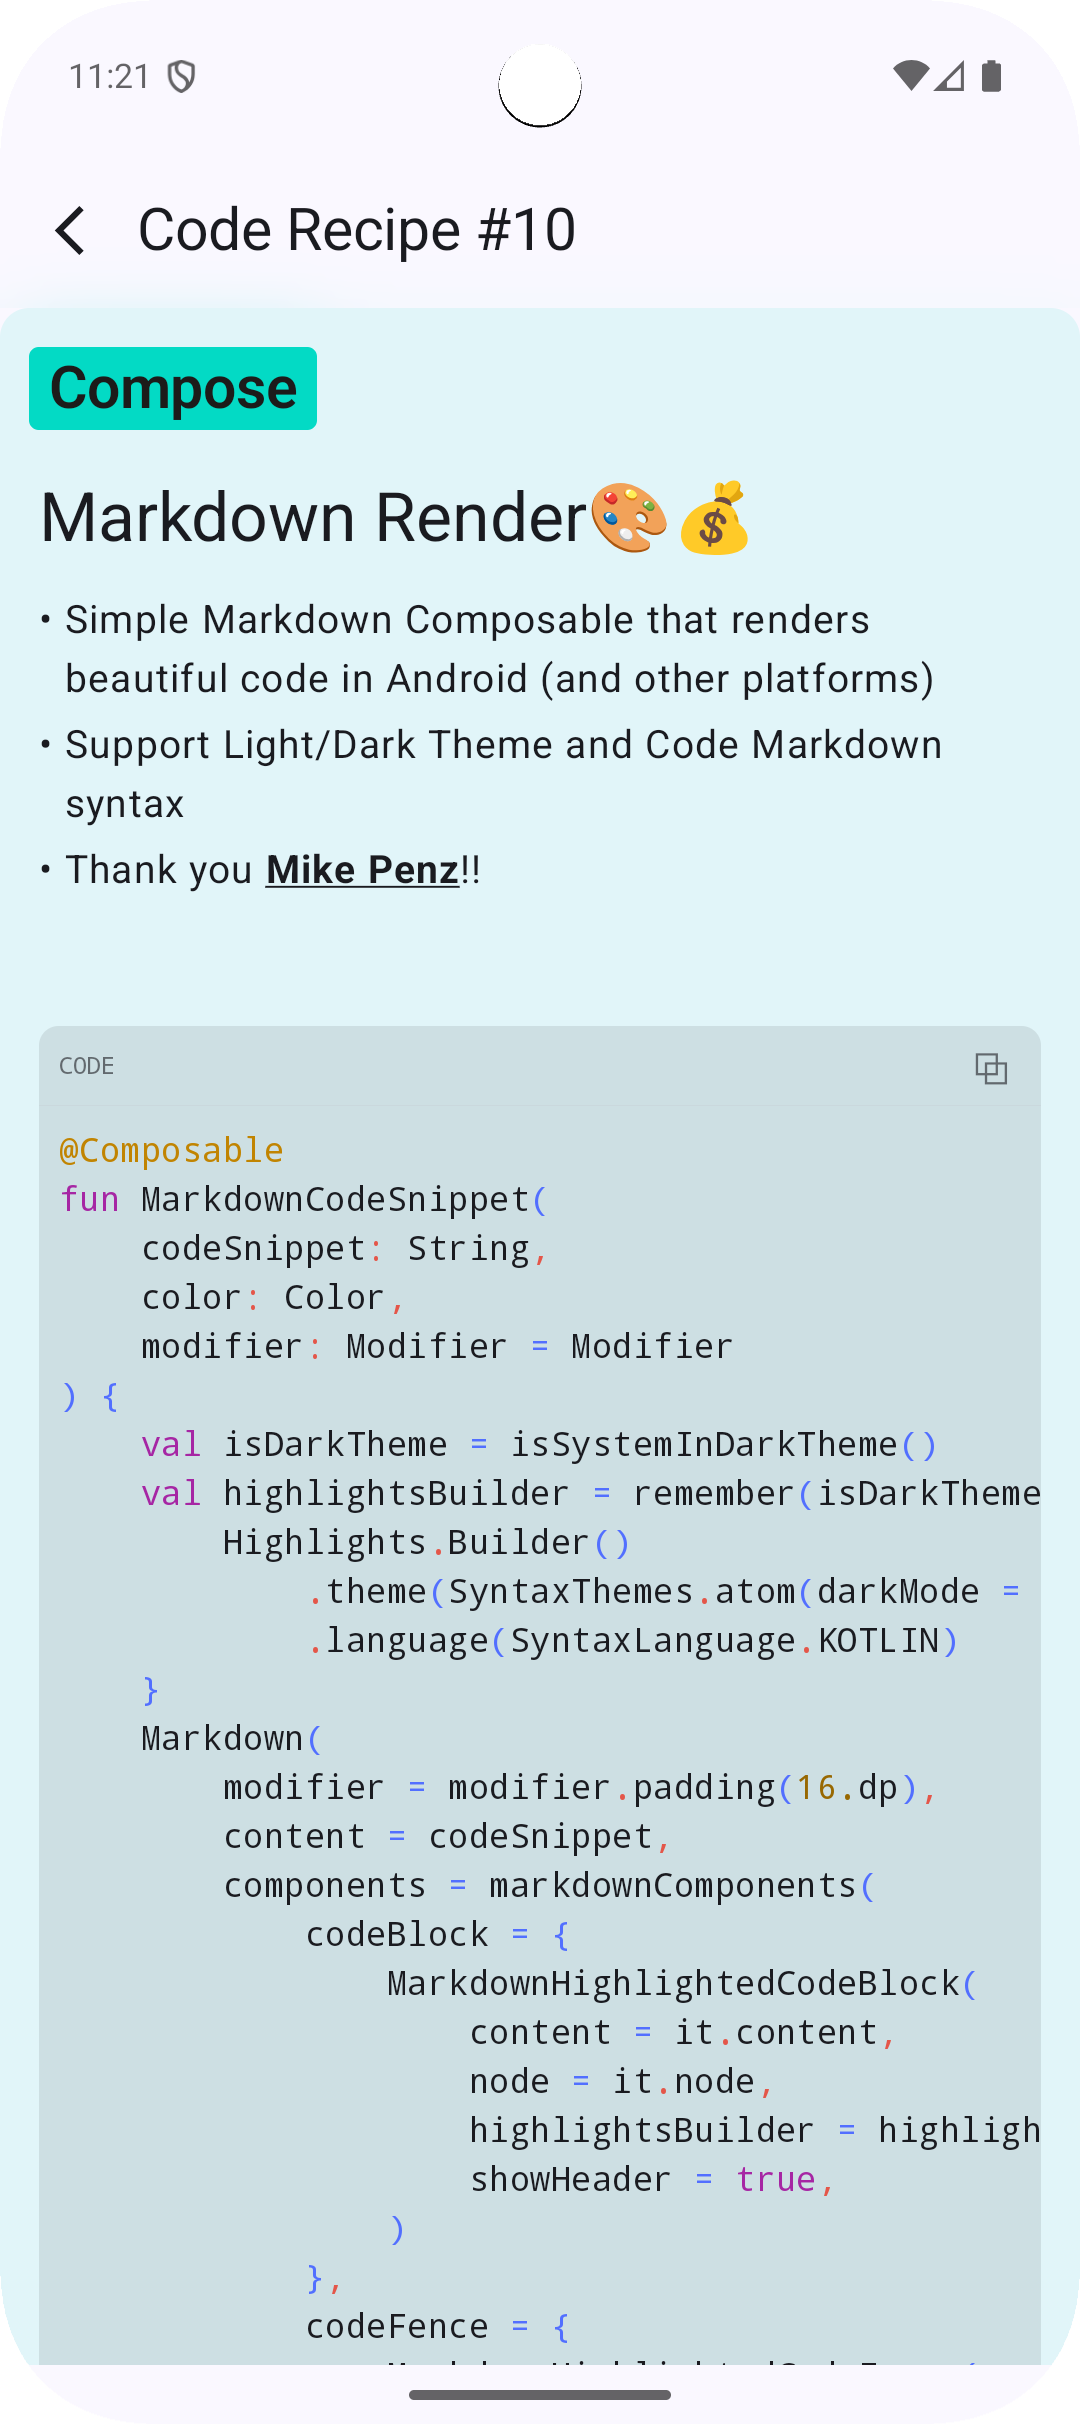 11:21
Code Recipe #10
Compose
Markdown Render🎨💰
• Simple Markdown Composable that renders
beautiful code in Android (and other platforms)
• Support Light/Dark Theme and Code Markdown
syntax
• Thank you Mike Penz!!
CODE
@Composable
fun MarkdownCodeSnippet(
    codeSnippet: String,
    color: Color,
    modifier: Modifier = Modifier
) {
    val isDarkTheme = isSystemInDarkTheme()
    val highlightsBuilder = remember(isDarkTheme
        Highlights.Builder()
            .theme(SyntaxThemes.atom(darkMode =
            .language(SyntaxLanguage.KOTLIN)
    }
    Markdown(
        modifier = modifier.padding(16.dp),
        content = codeSnippet,
        components = markdownComponents(
            codeBlock = {
                MarkdownHighlightedCodeBlock(
                    content = it.content,
                    node = it.node,
                    highlightsBuilder = highligh
                    showHeader = true,
                )
            },
            codeFence = {